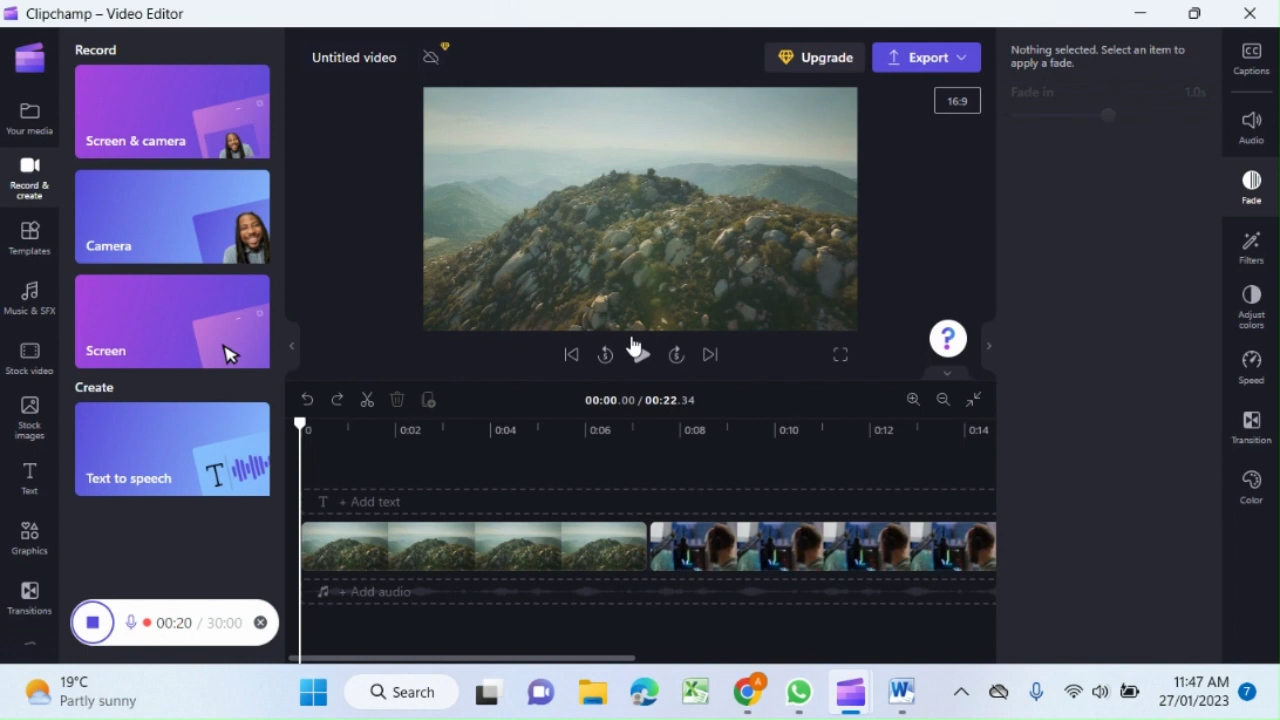 Clipchamp – Video Editor
Your media
Record & create
Templates
Music & SFX
Stock video
Stock images
Text
Graphics
Transitions
Record
Screen & camera
Camera
Screen
Create
Text to speech
00:20 / 30:00
Untitled video
Upgrade
Export
16:9
5
5
?
00:00.00 / 00:22.34
0
0:02
0:04
0:06
0:08
0:10
0:12
0:14
T + Add text
+ Add audio
Nothing selected. Select an item to
apply a fade.
Fade in 1.0s
CC
Captions
Audio
Fade
Filters
Adjust colors
Speed
Transition
Color
19°C
Partly sunny
Search
A
W
11:47 AM
27/01/2023
7